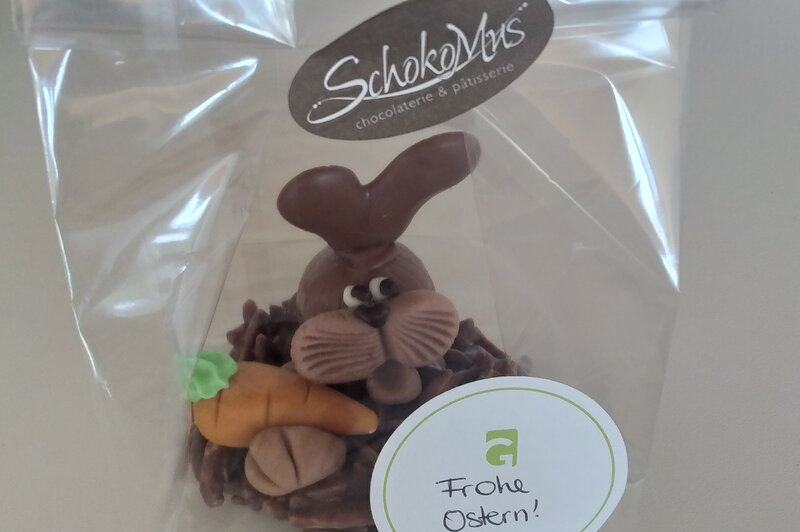 SchokoMus
chocolaterie & pâtisserie
G
Frohe
Ostern!